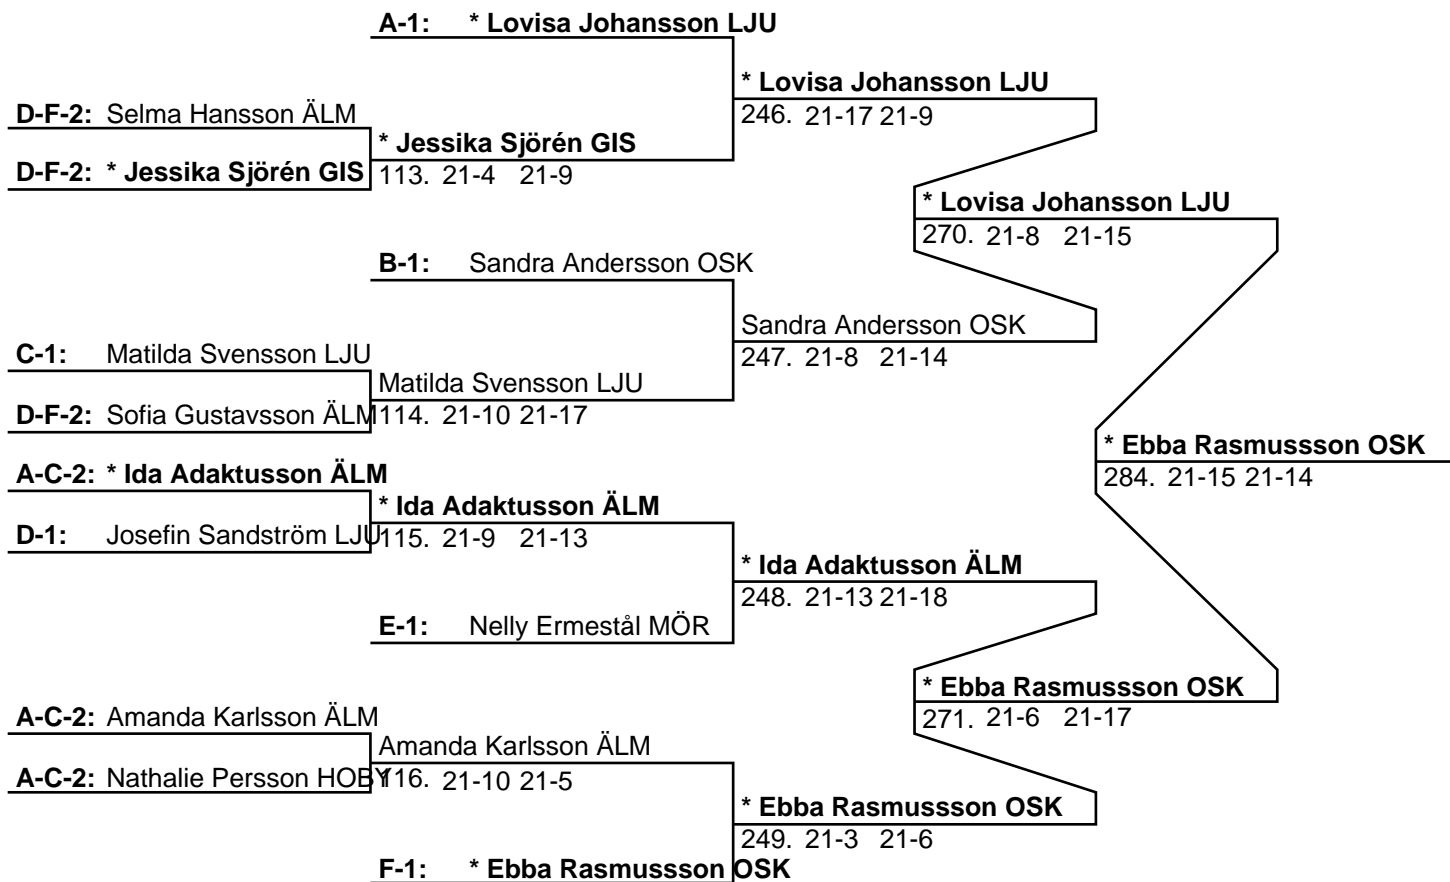 A-1: * Lovisa Johansson LJU
* Lovisa Johansson LJU
D-F-2: Selma Hansson ÄLM
246. 21-17 21-9
* Jessika Sjörén GIS
D-F-2: * Jessika Sjörén GIS
113. 21-4 21-9
* Lovisa Johansson LJU
270. 21-8 21-15
B-1: Sandra Andersson OSK
Sandra Andersson OSK
C-1: Matilda Svensson LJU
247. 21-8 21-14
Matilda Svensson LJU
D-F-2: Sofia Gustavsson ÄLM
114. 21-10 21-17
* Ebba Rasmussson OSK
A-C-2: * Ida Adaktusson ÄLM
284. 21-15 21-14
* Ida Adaktusson ÄLM
D-1: Josefin Sandström LJU
115. 21-9 21-13
* Ida Adaktusson ÄLM
248. 21-13 21-18
E-1: Nelly Ermestål MÖR
* Ebba Rasmussson OSK
A-C-2: Amanda Karlsson ÄLM
271. 21-6 21-17
Amanda Karlsson ÄLM
A-C-2: Nathalie Persson HOBY
116. 21-10 21-5
* Ebba Rasmussson OSK
249. 21-3 21-6
F-1: * Ebba Rasmussson OSK